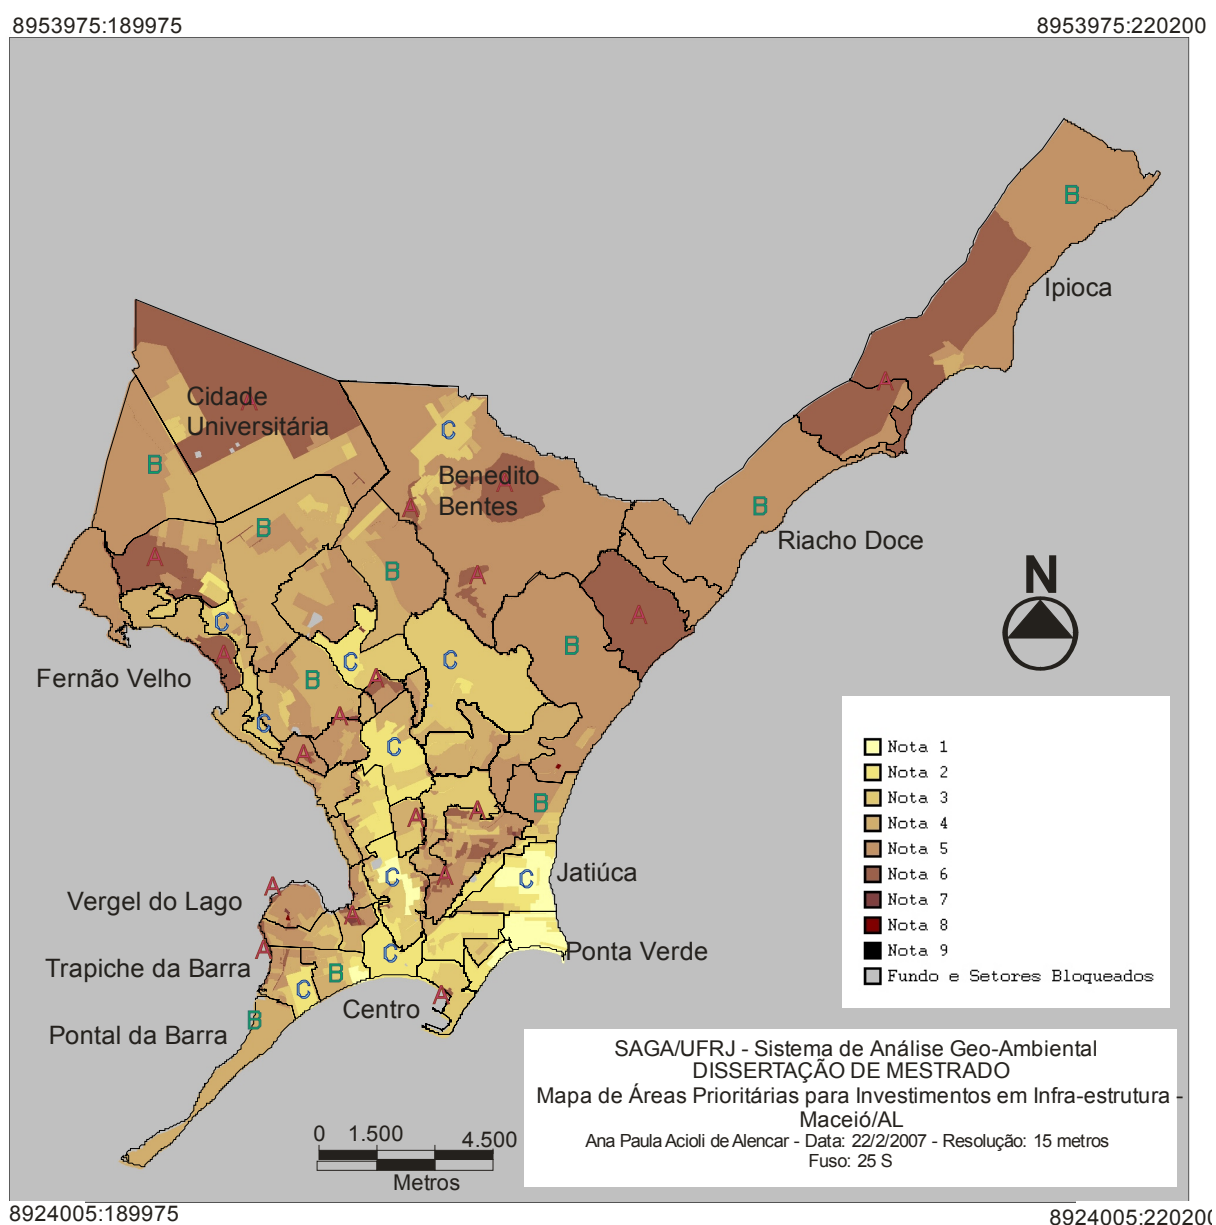 8953975:189975
8953975:220200
B
Ipioca
A
Cidade
Universitária
A
C
B
Benedito
Bentes
A
A
B
Riacho Doce
B
A
B
A
N
C
A
B
A
Fernão Velho
C
C
B
A
C
A
A
C
B
A
A
Jatiúca
C
A
C
A
Vergel do Lago
A
Ponta Verde
A
C
Trapiche da Barra
B
C
A
Centro
B
Pontal da Barra
Nota 1
Nota 2
Nota 3
Nota 4
Nota 5
Nota 6
Nota 7
Nota 8
Nota 9
Fundo e Setores Bloqueados
SAGA/UFRJ - Sistema de Análise Geo-Ambiental
DISSERTAÇÃO DE MESTRADO
Mapa de Áreas Prioritárias para Investimentos em Infra-estrutura -
Maceió/AL
Ana Paula Acioli de Alencar - Data: 22/2/2007 - Resolução: 15 metros
Fuso: 25 S
0 1.500 4.500
Metros
8924005:189975
8924005:220200